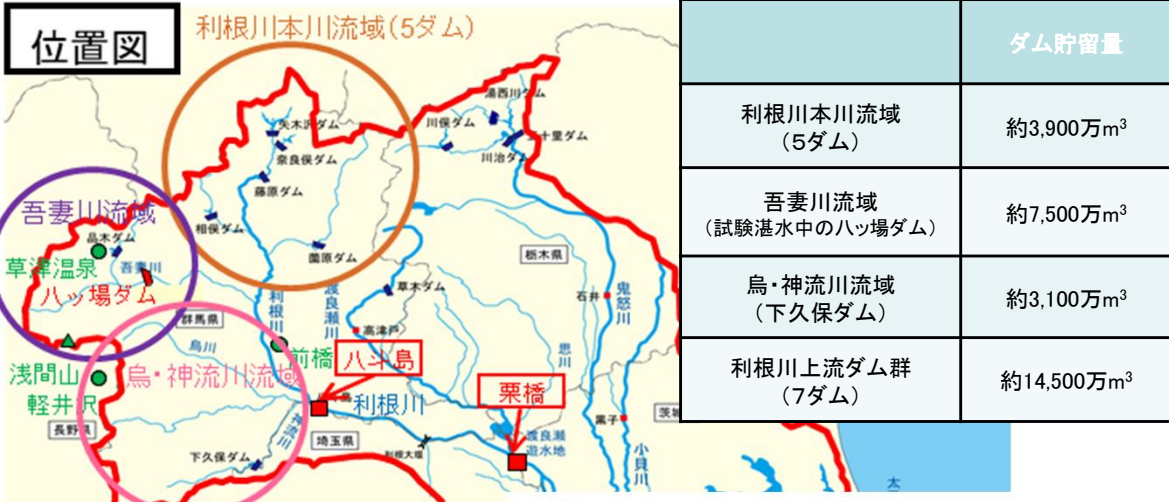 位置図
利根川本川流域(5ダム)
矢木沢ダム
奈良俣ダム
藤原ダム
相俣ダム
薗原ダム
湯西川ダム
川俣ダム
五十里ダム
川治ダム
吾妻川流域
品木ダム
草津温泉
吾妻川
八ッ場ダム
利根川
渡良瀬川
草木ダム
栃木県
石井
鬼怒川
群馬県
烏川
高津戸
思川
前橋
八斗島
浅間山
烏・神流川流域
軽井沢
八斗島
利根川
栗橋
長野県
神流川
埼玉県
黒子
茨城
下久保ダム
利根大堰
渡良瀬
遊水地
小貝川
太
ダム貯留量
利根川本川流域
(5ダム)
約3,900万m³
吾妻川流域
(試験湛水中の八ッ場ダム)
約7,500万m³
烏・神流川流域
(下久保ダム)
約3,100万m³
利根川上流ダム群
(7ダム)
約14,500万m³